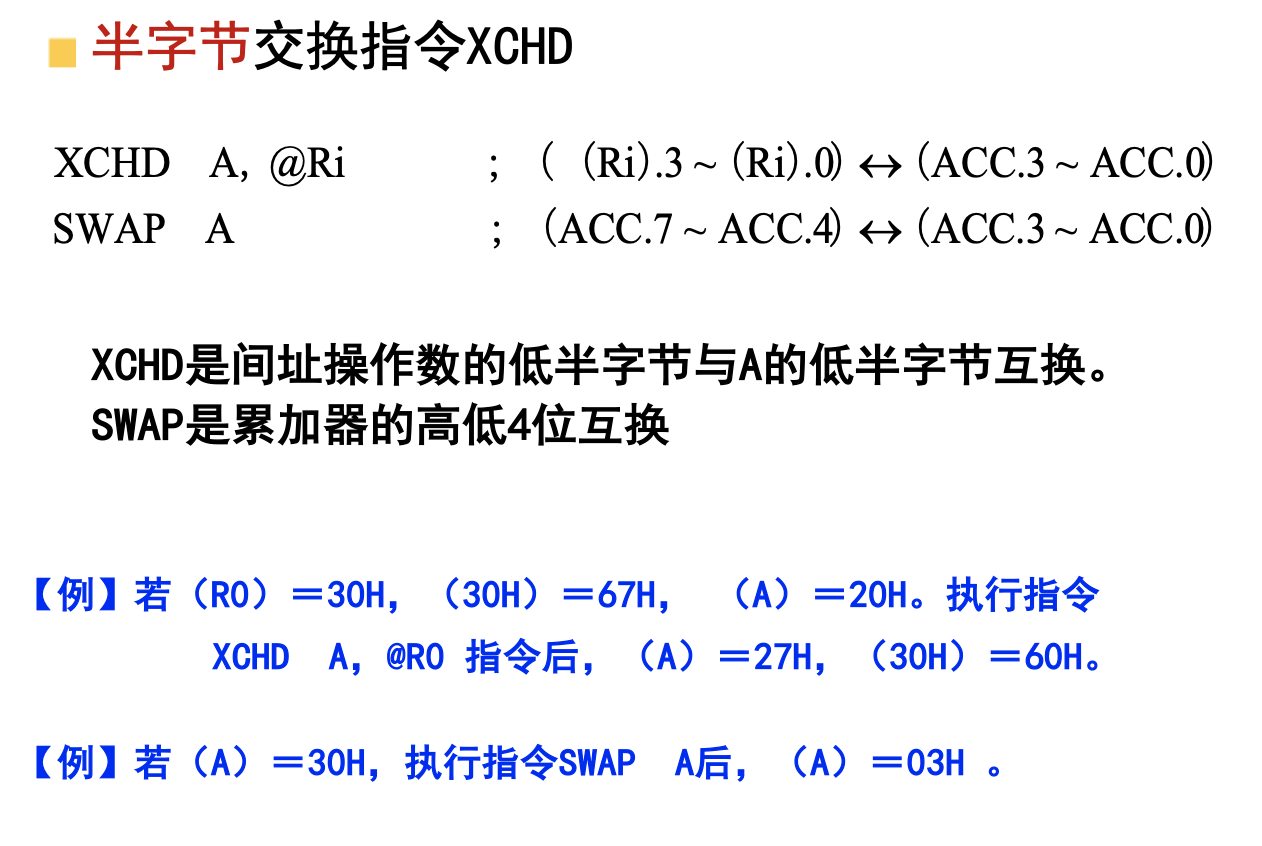 半字节交换指令XCHD
XCHD A, @Ri ; ( (Ri).3 ~ (Ri).0) ↔ (ACC.3 ~ ACC.0)
SWAP A ; (ACC.7 ~ ACC.4) ↔ (ACC.3 ~ ACC.0)
XCHD是间址操作数的低半字节与A的低半字节互换。
SWAP是累加器的高低4位互换
【例】若（R0）＝30H，（30H）＝67H， （A）＝20H。执行指令
XCHD A，@R0 指令后，（A）＝27H，（30H）＝60H。
【例】若（A）＝30H，执行指令SWAP A后，（A）＝03H 。